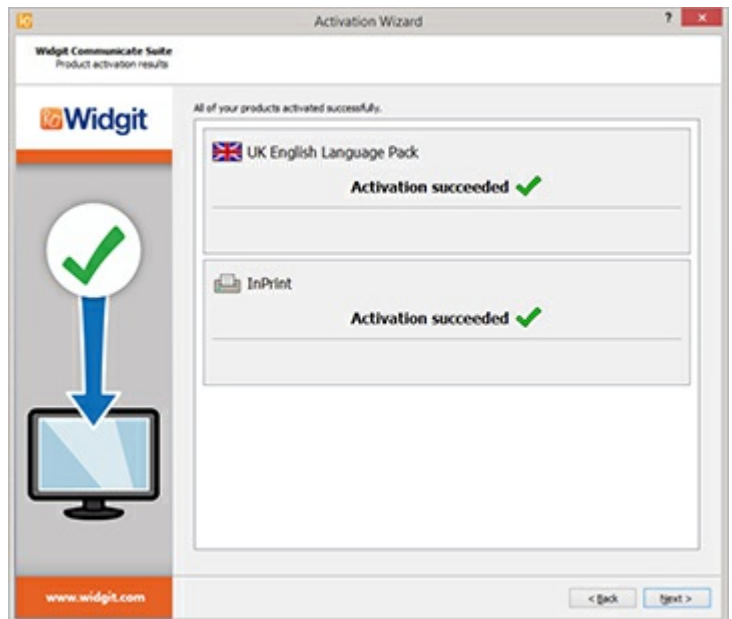 Activation Wizard
?
Widgit Communicate Suite
Product activation results
Widgit
All of your products activated successfully.
UK English Language Pack
Activation succeeded
InPrint
Activation succeeded
www.widgit.com
< Back
Next >